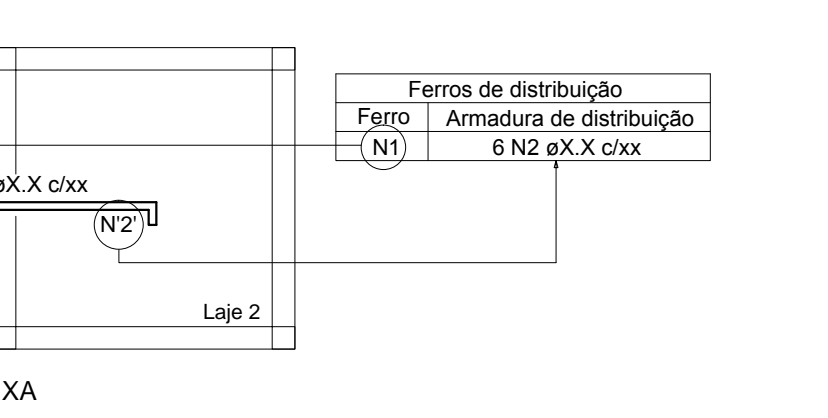 Ferros de distribuição
Ferro Armadura de distribuição
N1 6 N2 øX.X c/xx
øX.X c/xx
N'2'
Laje 2
XA